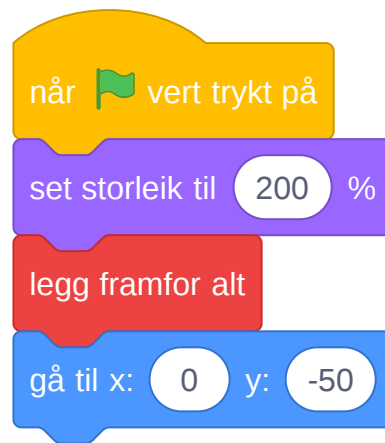 når vert trykt på
set storleik til 200 %
legg framfor alt
gå til x: 0 y: -50